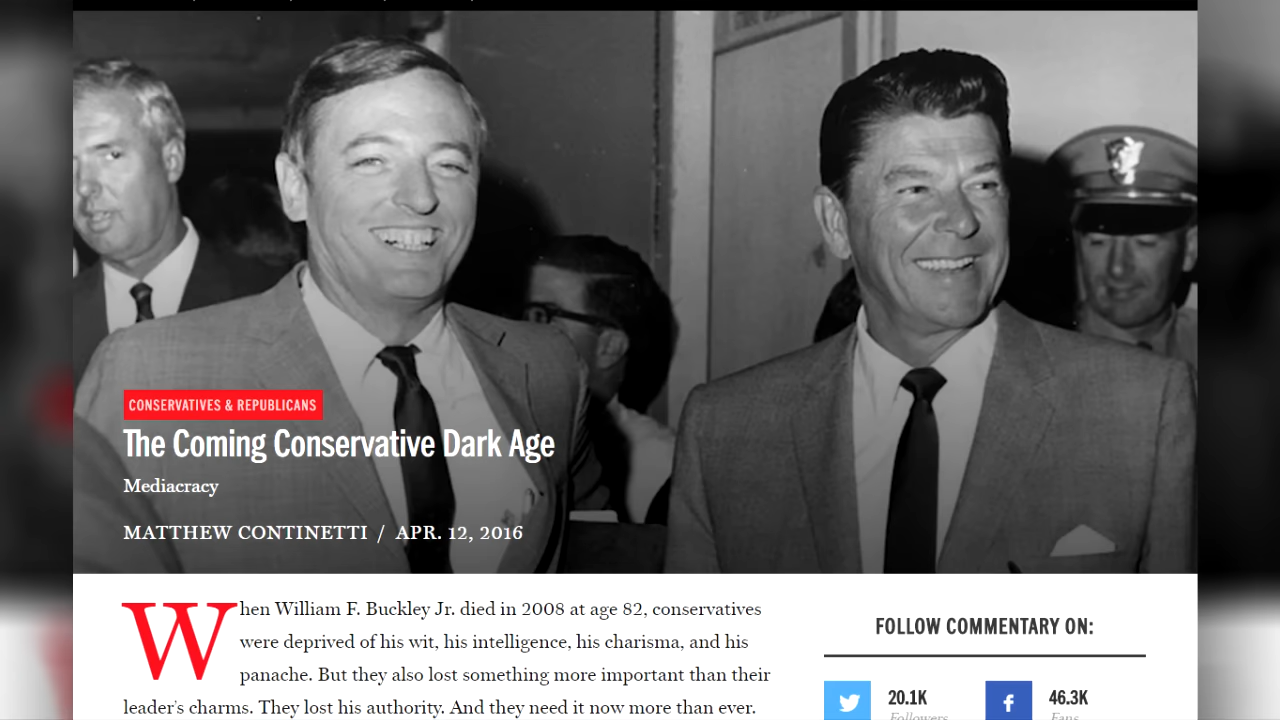 CONSERVATIVES & REPUBLICANS
The Coming Conservative Dark Age
Mediacracy
MATTHEW CONTINETTI / APR. 12, 2016
When William F. Buckley Jr. died in 2008 at age 82, conservatives
were deprived of his wit, his intelligence, his charisma, and his
panache. But they also lost something more important than their
leader's charms. They lost his authority. And they need it now more than ever.
FOLLOW COMMENTARY ON:
20.1K
Followers
46.3K
Fans